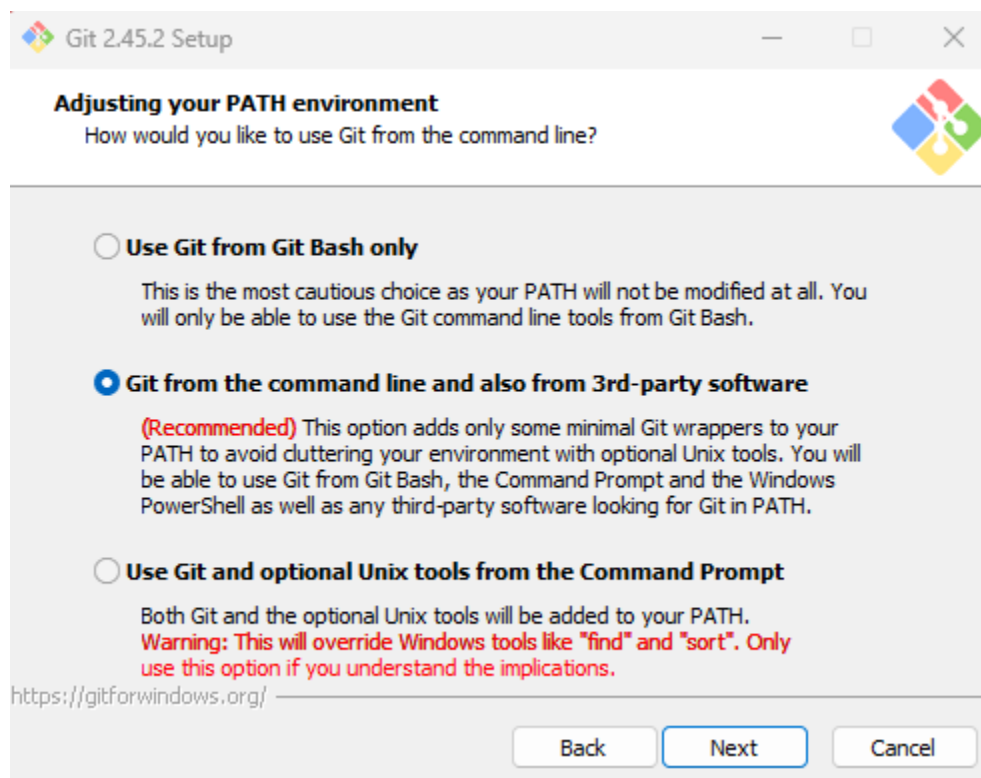 Git 2.45.2 Setup
Adjusting your PATH environment
How would you like to use Git from the command line?
Use Git from Git Bash only
This is the most cautious choice as your PATH will not be modified at all. You
will only be able to use the Git command line tools from Git Bash.
Git from the command line and also from 3rd-party software
(Recommended) This option adds only some minimal Git wrappers to your
PATH to avoid cluttering your environment with optional Unix tools. You will
be able to use Git from Git Bash, the Command Prompt and the Windows
PowerShell as well as any third-party software looking for Git in PATH.
Use Git and optional Unix tools from the Command Prompt
Both Git and the optional Unix tools will be added to your PATH.
Warning: This will override Windows tools like "find" and "sort". Only
use this option if you understand the implications.
https://gitforwindows.org/
Back Next Cancel